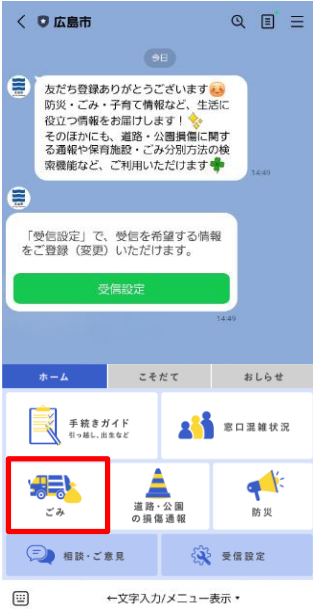 広島市
今日
友だち登録ありがとうございます
防災・ごみ・子育て情報など、生活に
役立つ情報をお届けします！
そのほかにも、道路・公園損傷に関す
る通報や保育施設・ごみ分別方法の検
索機能など、ご利用いただけます
14:49
「受信設定」で、受信を希望する情報
をご登録（変更）いただけます。
受信設定
14:49
ホーム
こそだて
おしらせ
手続きガイド
引っ越し、出生など
窓口混雑状況
ごみ
道路・公園
の損傷通報
防災
相談・ご意見
受信設定
←文字入力/メニュー表示・